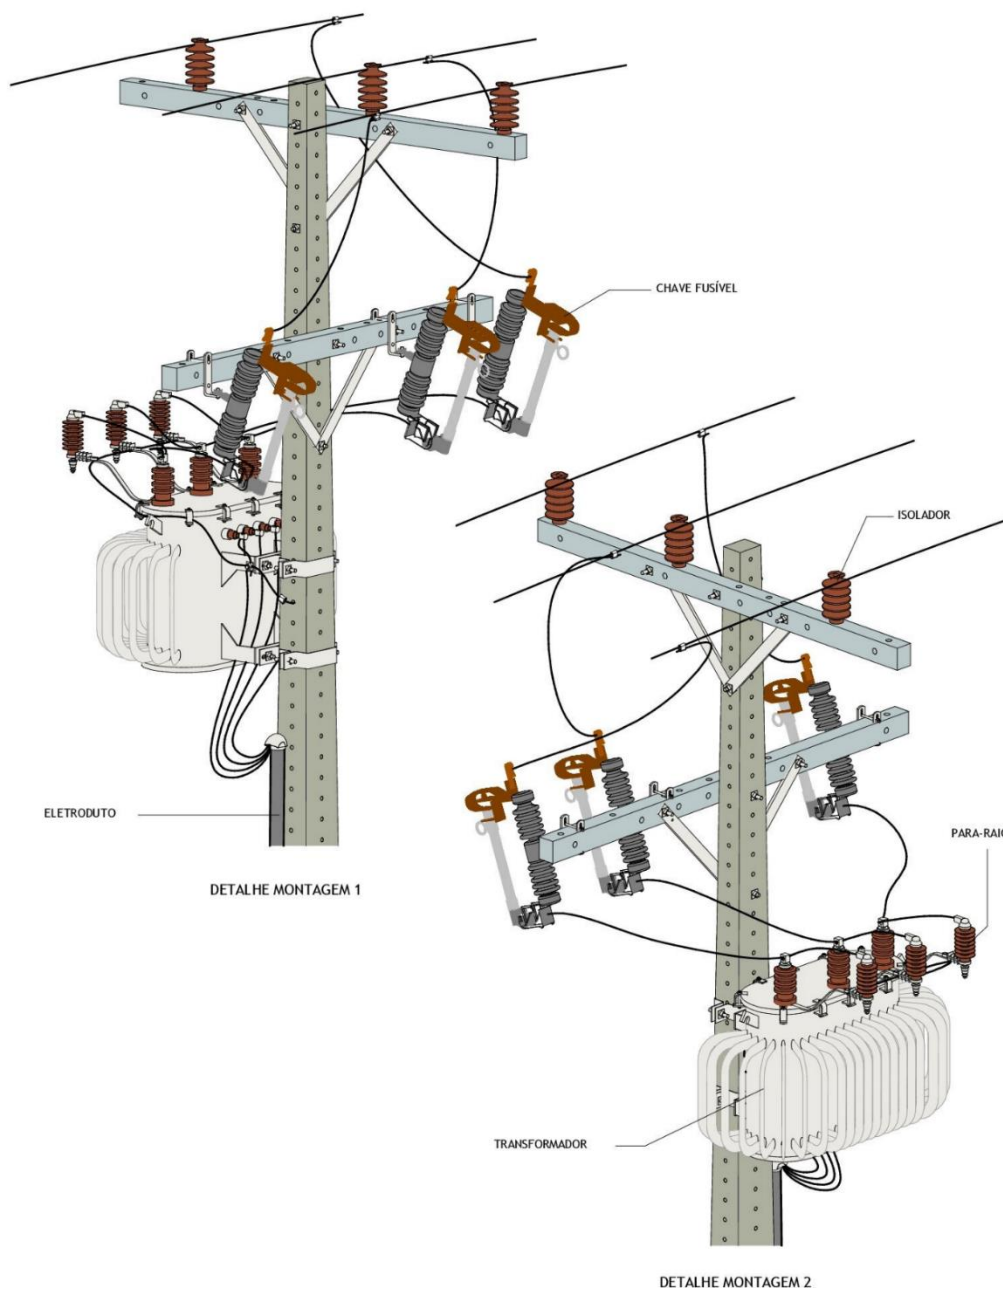 CHAVE FUSÍVEL
ISOLADOR
ELETRODUTO
PARA-RAIO
DETALHE MONTAGEM 1
TRANSFORMADOR
DETALHE MONTAGEM 2